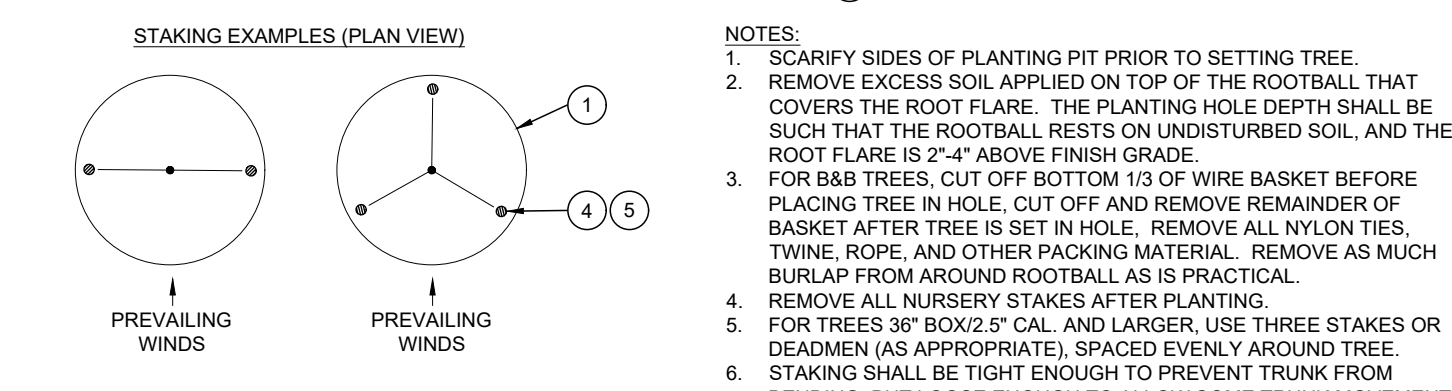 STAKING EXAMPLES (PLAN VIEW)
1
4 5
PREVAILING
WINDS
PREVAILING
WINDS
NOTES:
1. SCARIFY SIDES OF PLANTING PIT PRIOR TO SETTING TREE.
2. REMOVE EXCESS SOIL APPLIED ON TOP OF THE ROOTBALL THAT
COVERS THE ROOT FLARE. THE PLANTING HOLE DEPTH SHALL BE
SUCH THAT THE ROOTBALL RESTS ON UNDISTURBED SOIL, AND THE
ROOT FLARE IS 2"-4" ABOVE FINISH GRADE.
3. FOR B&B TREES, CUT OFF BOTTOM 1/3 OF WIRE BASKET BEFORE
PLACING TREE IN HOLE, CUT OFF AND REMOVE REMAINDER OF
BASKET AFTER TREE IS SET IN HOLE, REMOVE ALL NYLON TIES,
TWINE, ROPE, AND OTHER PACKING MATERIAL. REMOVE AS MUCH
BURLAP FROM AROUND ROOTBALL AS IS PRACTICAL.
4. REMOVE ALL NURSERY STAKES AFTER PLANTING.
5. FOR TREES 36" BOX/2.5" CAL. AND LARGER, USE THREE STAKES OR
DEADMEN (AS APPROPRIATE), SPACED EVENLY AROUND TREE.
6. STAKING SHALL BE TIGHT ENOUGH TO PREVENT TRUNK FROM